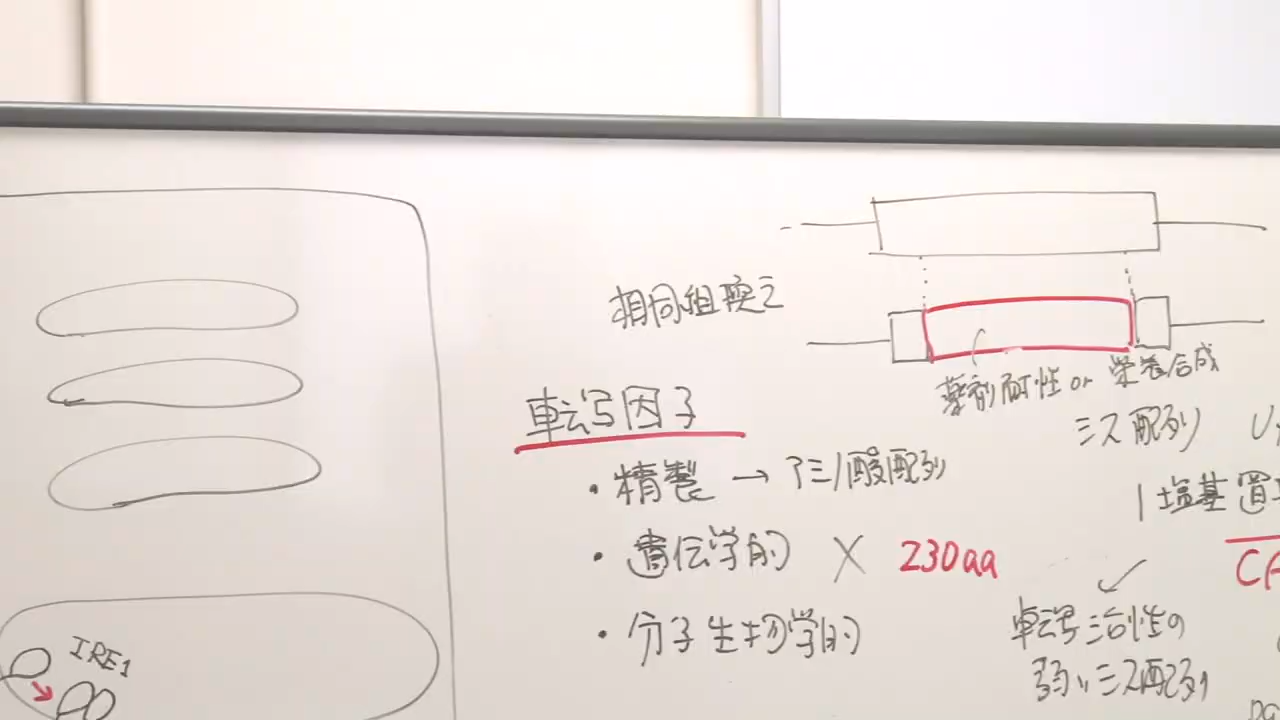 相同組換え
薬剤耐性 or 栄養合成
転写因子
・精製 → アミノ酸配列
・遺伝学的 × 230aa
・分子生物学的
シス配列
1塩基置
転写活性の
弱いシス配列
IRE1